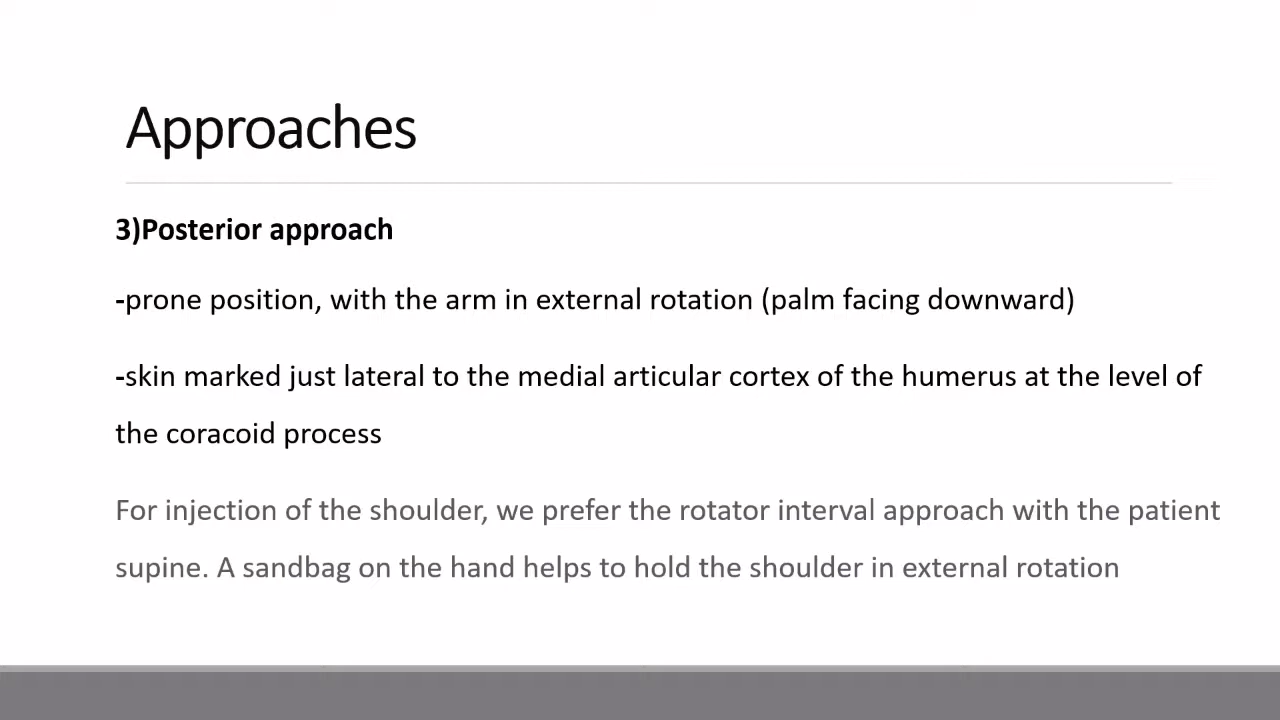 Approaches
3)Posterior approach
-prone position, with the arm in external rotation (palm facing downward)
-skin marked just lateral to the medial articular cortex of the humerus at the level of
the coracoid process
For injection of the shoulder, we prefer the rotator interval approach with the patient
supine. A sandbag on the hand helps to hold the shoulder in external rotation